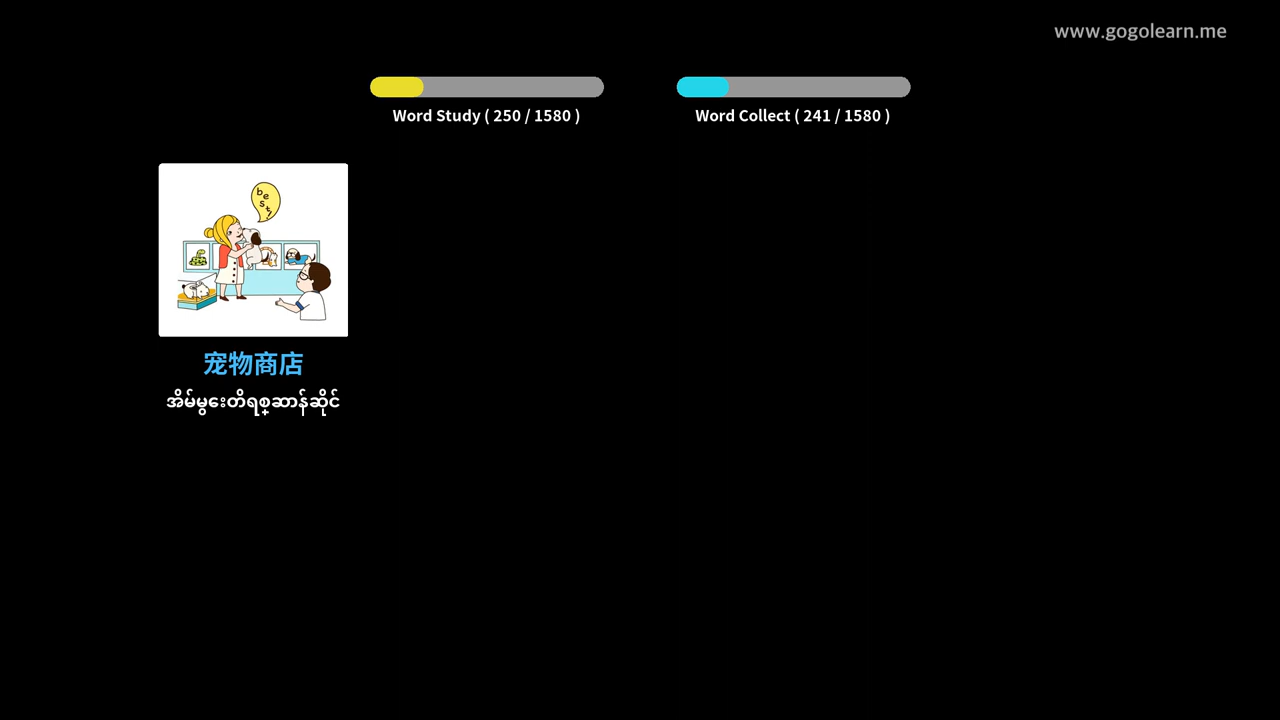 www.gogolearn.me
Word Study ( 250 / 1580 )
Word Collect ( 241 / 1580 )
best!
宠物商店
အိမ်မွေးတိရစ္ဆာန်ဆိုင်